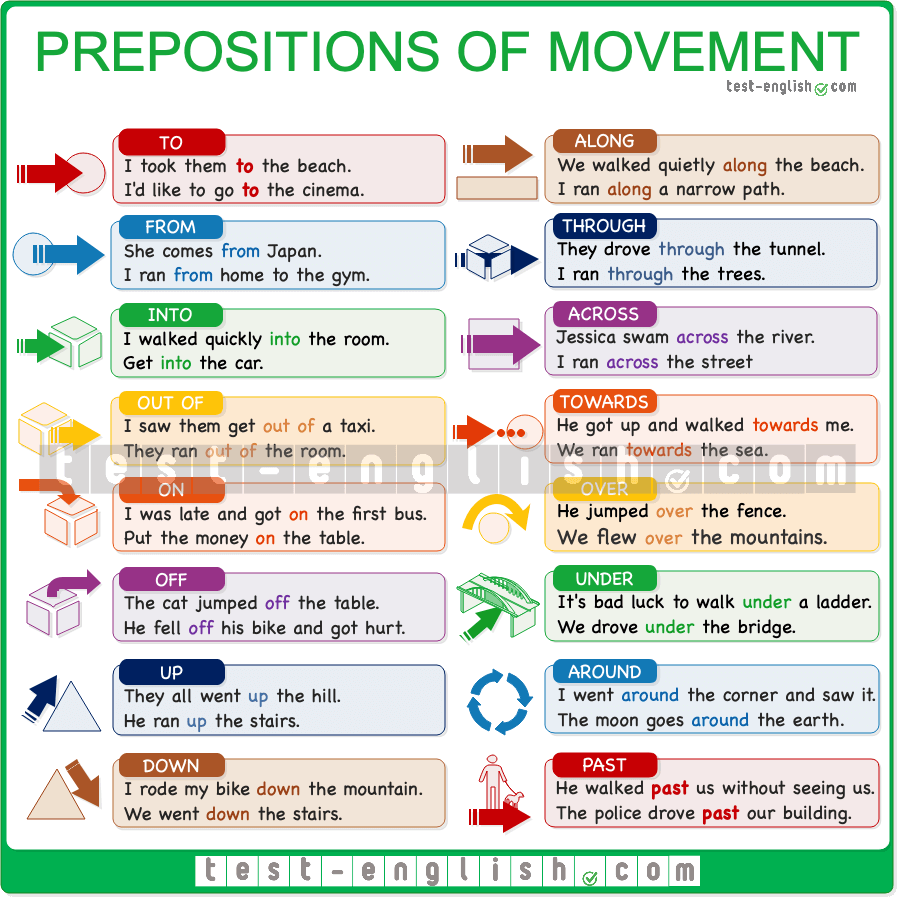 PREPOSITIONS OF MOVEMENT
test-english.com
TO
I took them to the beach.
I'd like to go to the cinema.
FROM
She comes from Japan.
I ran from home to the gym.
INTO
I walked quickly into the room.
Get into the car.
OUT OF
I saw them get out of a taxi.
They ran out of the room.
ON
I was late and got on the first bus.
Put the money on the table.
OFF
The cat jumped off the table.
He fell off his bike and got hurt.
UP
They all went up the hill.
He ran up the stairs.
DOWN
I rode my bike down the mountain.
We went down the stairs.
ALONG
We walked quietly along the beach.
I ran along a narrow path.
THROUGH
They drove through the tunnel.
I ran through the trees.
ACROSS
Jessica swam across the river.
I ran across the street
TOWARDS
He got up and walked towards me.
We ran towards the sea.
OVER
He jumped over the fence.
We flew over the mountains.
UNDER
It's bad luck to walk under a ladder.
We drove under the bridge.
AROUND
I went around the corner and saw it.
The moon goes around the earth.
PAST
He walked past us without seeing us.
The police drove past our building.
test-english.com
test-english.com